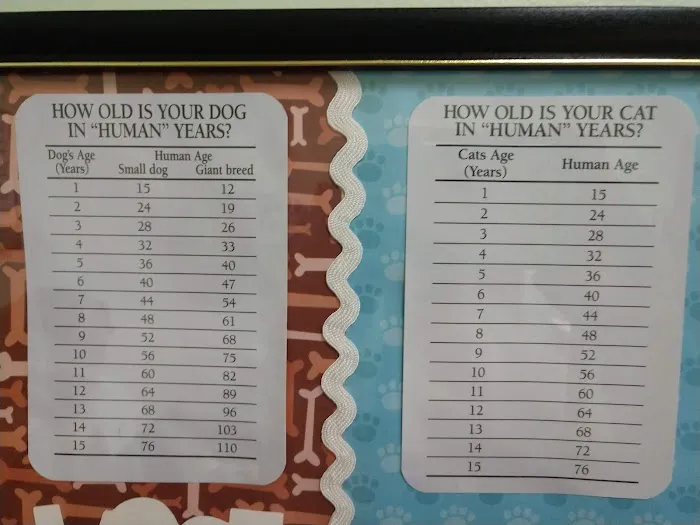 HOW OLD IS YOUR DOG
IN “HUMAN” YEARS?
Dog's Age Human Age
(Years) Small dog Giant breed
1 15 12
2 24 19
3 28 26
4 32 33
5 36 40
6 40 47
7 44 54
8 48 61
9 52 68
10 56 75
11 60 82
12 64 89
13 68 96
14 72 103
15 76 110
HOW OLD IS YOUR CAT
IN “HUMAN” YEARS?
Cats Age Human Age
(Years)
1 15
2 24
3 28
4 32
5 36
6 40
7 44
8 48
9 52
10 56
11 60
12 64
13 68
14 72
15 76